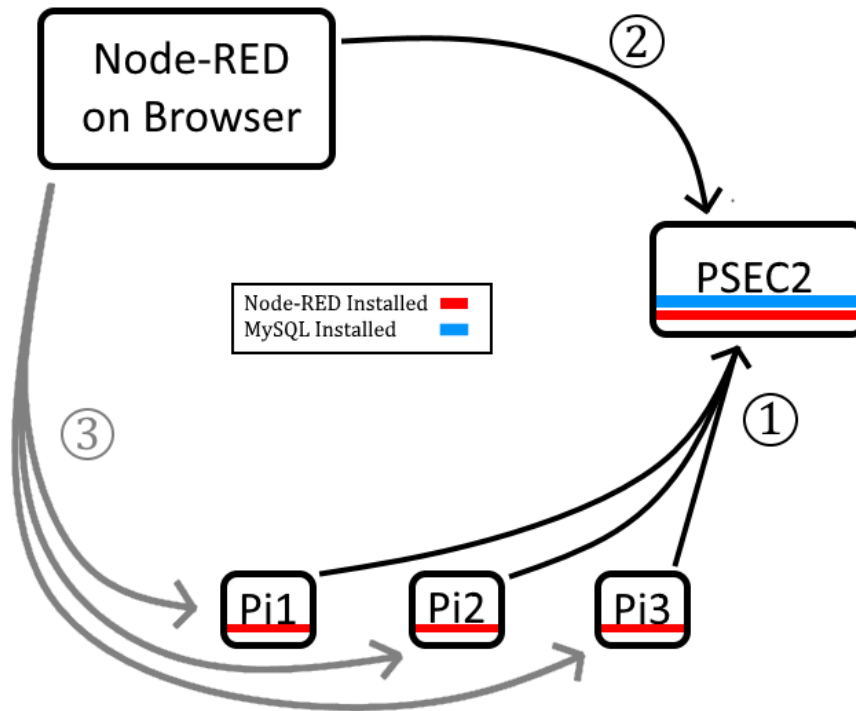 Node-RED
on Browser
②
PSEC2
Node-RED Installed
MySQL Installed
③
①
Pi1
Pi2
Pi3